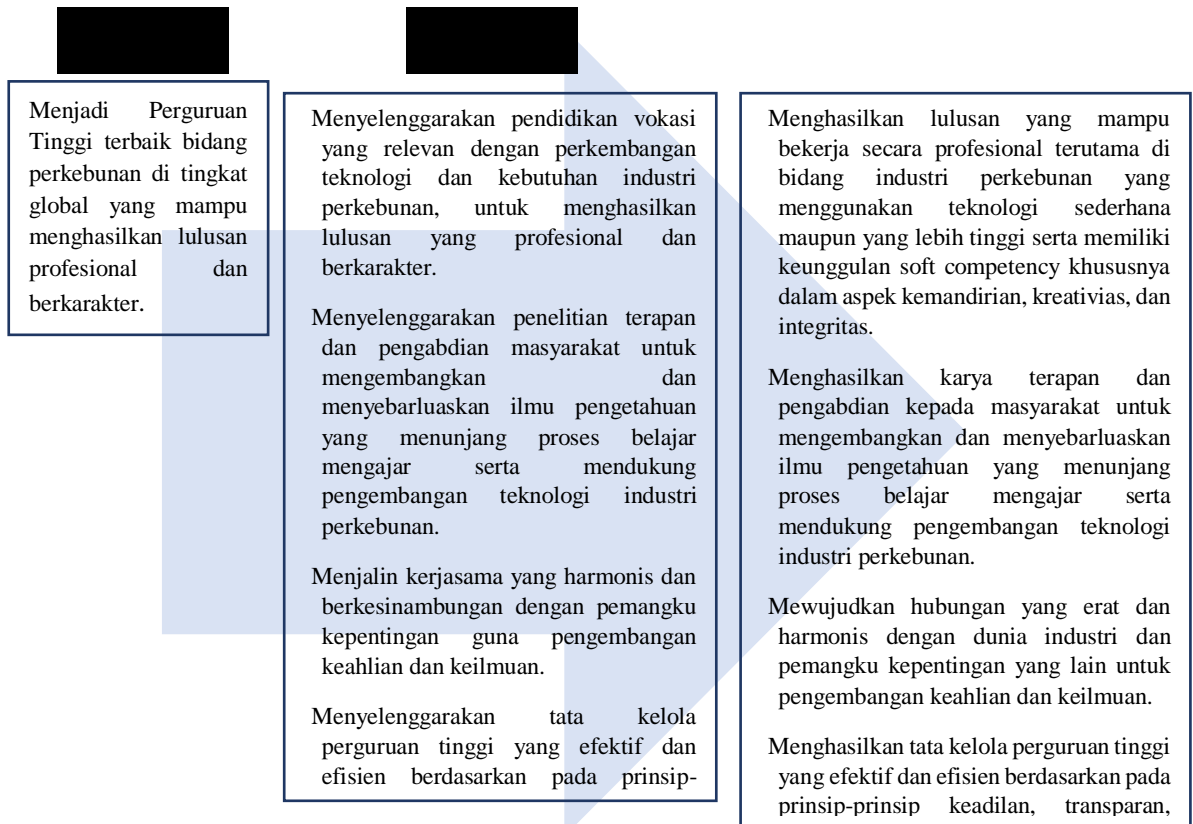 Menjadi Perguruan
Tinggi terbaik bidang
perkebunan di tingkat
global yang mampu
menghasilkan lulusan
profesional dan
berkarakter.
Menyelenggarakan pendidikan vokasi
yang relevan dengan perkembangan
teknologi dan kebutuhan industri
perkebunan, untuk menghasilkan
lulusan yang profesional dan
berkarakter.
Menyelenggarakan penelitian terapan
dan pengabdian masyarakat untuk
mengembangkan dan
menyebarluaskan ilmu pengetahuan
yang menunjang proses belajar
mengajar serta mendukung
pengembangan teknologi industri
perkebunan.
Menjalin kerjasama yang harmonis dan
berkesinambungan dengan pemangku
kepentingan guna pengembangan
keahlian dan keilmuan.
Menyelenggarakan tata kelola
perguruan tinggi yang efektif dan
efisien berdasarkan pada prinsip-
Menghasilkan lulusan yang mampu
bekerja secara profesional terutama di
bidang industri perkebunan yang
menggunakan teknologi sederhana
maupun yang lebih tinggi serta memiliki
keunggulan soft competency khususnya
dalam aspek kemandirian, kreativias, dan
integritas.
Menghasilkan karya terapan dan
pengabdian kepada masyarakat untuk
mengembangkan dan menyebarluaskan
ilmu pengetahuan yang menunjang
proses belajar mengajar serta
mendukung pengembangan teknologi
industri perkebunan.
Mewujudkan hubungan yang erat dan
harmonis dengan dunia industri dan
pemangku kepentingan yang lain untuk
pengembangan keahlian dan keilmuan.
Menghasilkan tata kelola perguruan tinggi
yang efektif dan efisien berdasarkan pada
prinsip-prinsip keadilan, transparan,